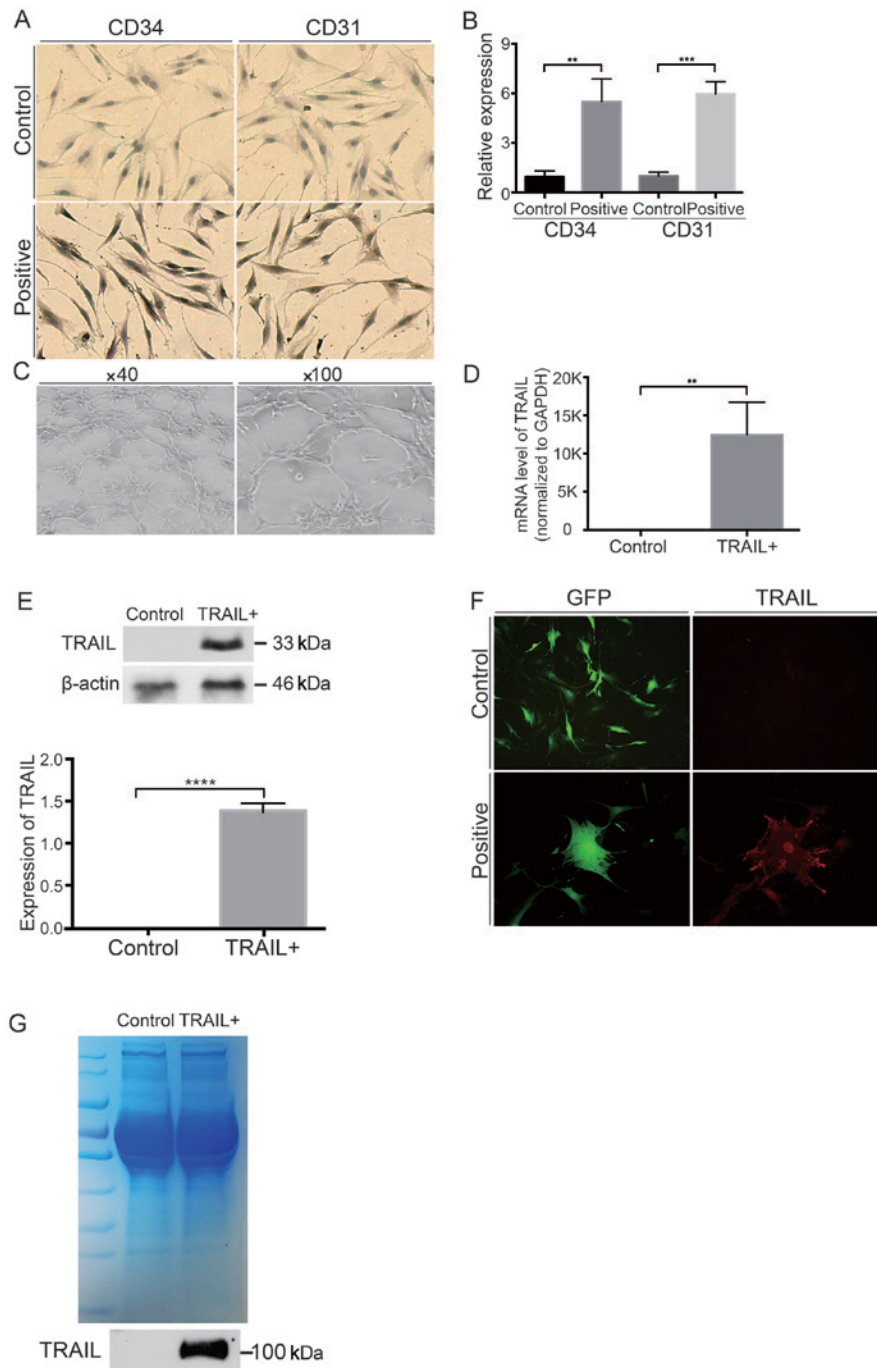 A
CD34 CD31
Control
Positive
B
Relative expression
9
6
3
0
** ***
Control Positive Control Positive
CD34 CD31
C
×40 ×100
D
mRNA level of TRAIL
(normalized to GAPDH)
20K
15K
10K
5K
0
**
Control TRAIL+
E
Control TRAIL+
TRAIL 33 kDa
β-actin 46 kDa
Expression of TRAIL
2.0
1.5
1.0
0.5
0.0
****
Control TRAIL+
F
GFP TRAIL
Control
Positive
G
Control TRAIL+
TRAIL 100 kDa